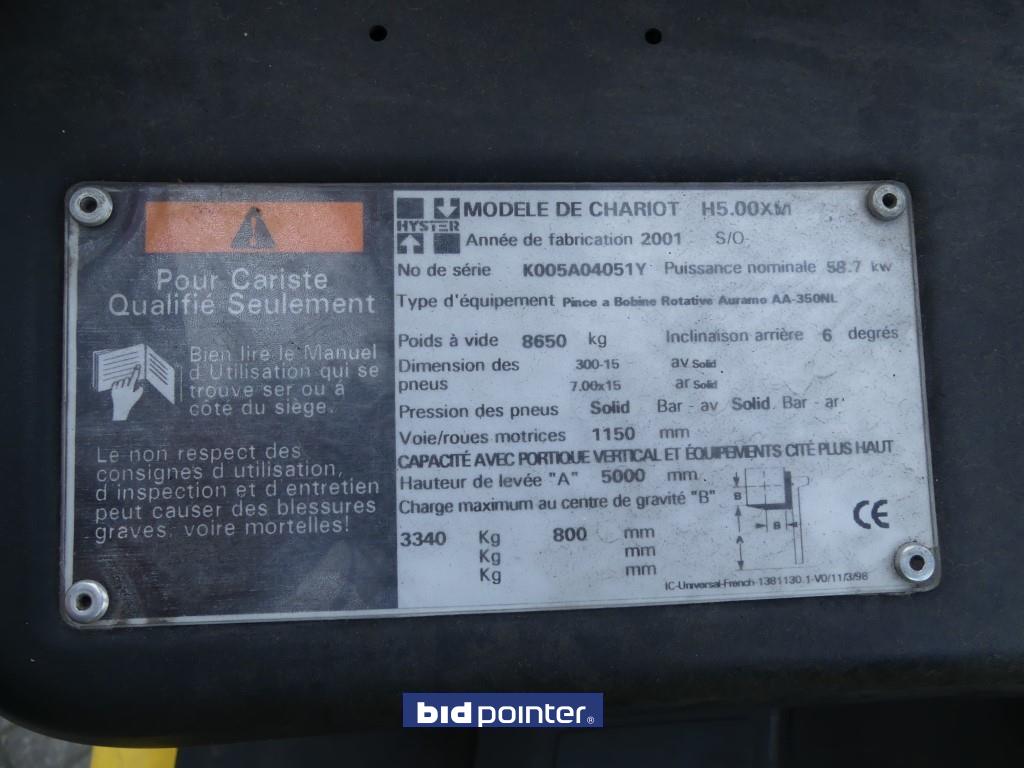 Pour Cariste
Qualifié Seulement
Bien lire le Manuel
d Utilisation qui se
trouve ser ou á
côte du siège.
Le non respect des
consignes d utilisation,
d inspection et d entretien
peut causer des blessures
graves, voire mortelles!
HYSTER
MODELE DE CHARIOT H5.00XM
Année de fabrication 2001 S/O
No de série K005A04051Y Puissance nominale 58.7 kw
Type d'équipement Pince a Bobine Rotative Auramo AA-350NL
Poids à vide 8650 kg Inclinaison arrière 6 degrés
Dimension des 300-15 av Solid
pneus 7.00x15 ar Solid
Pression des pneus Solid Bar - av Solid Bar - ar
Voie/roues motrices 1150 mm
CAPACITÉ AVEC PORTIQUE VERTICAL ET ÉQUIPEMENTS CITÉ PLUS HAUT
Hauteur de levée "A" 5000 mm
Charge maximum au centre de gravité "B"
3340 Kg 800 mm
Kg mm
Kg mm
B
B
A
CE
IC-Universal-French-1381130.1-V0/11/3/98
bidpointer®